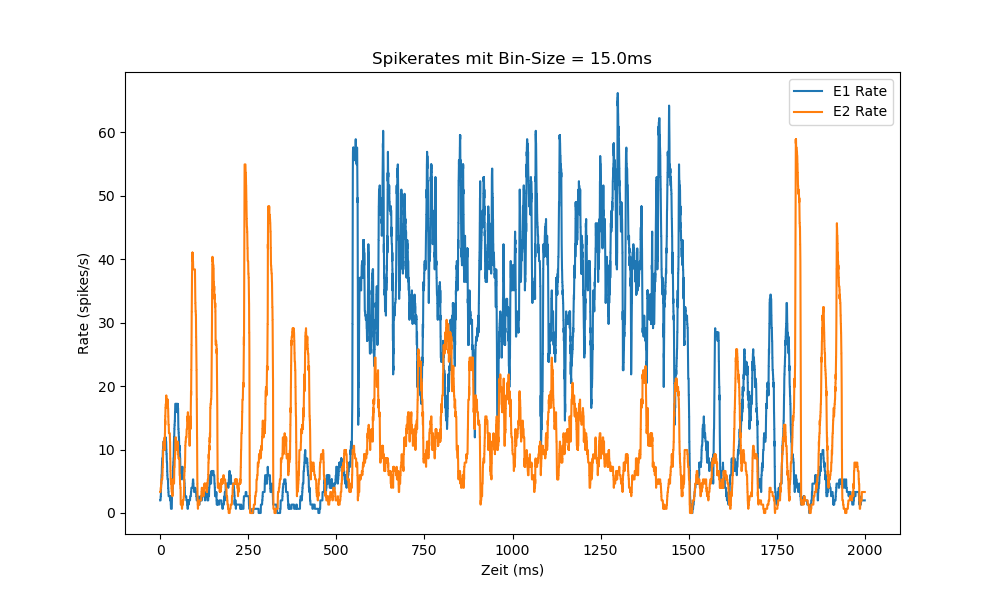 Spikerates mit Bin-Size = 15.0ms
E1 Rate
E2 Rate
Rate (spikes/s)
60
50
40
30
20
10
0
0 250 500 750 1000 1250 1500 1750 2000
Zeit (ms)